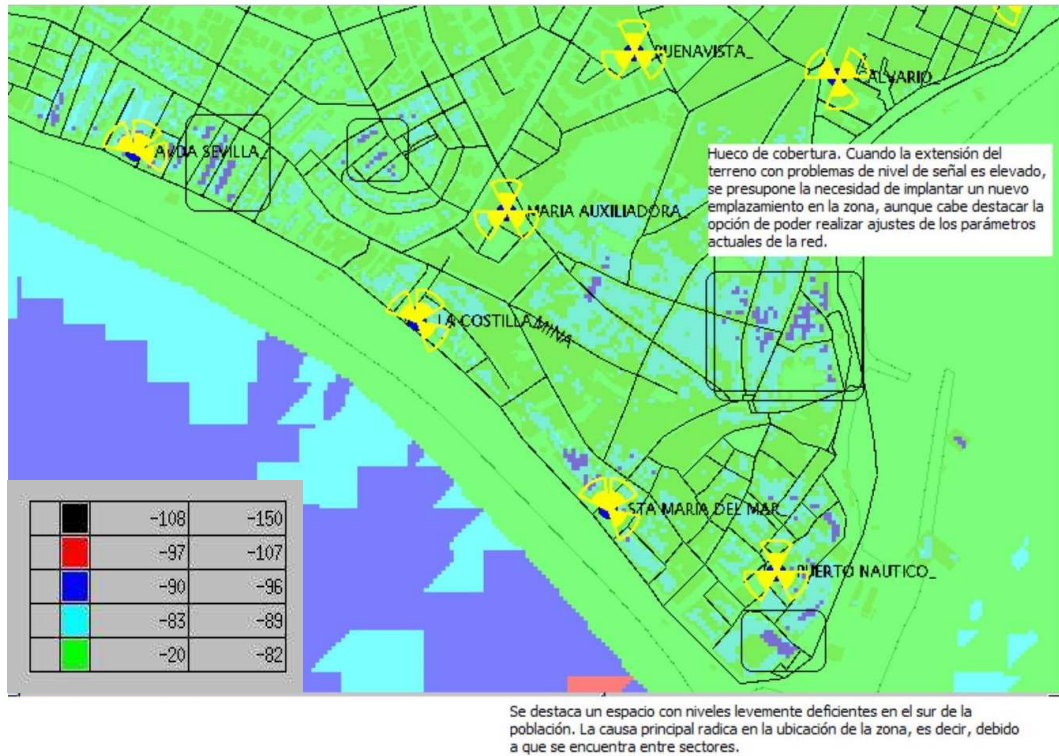 BUENAVISTA_
CALVARIO_
AVDA SEVILLA_
Hueco de cobertura. Cuando la extensión del
terreno con problemas de nivel de señal es elevado,
se presupone la necesidad de implantar un nuevo
emplazamiento en la zona, aunque cabe destacar la
opción de poder realizar ajustes de los parámetros
actuales de la red.
MARIA AUXILIADORA_
LA COSTILLA_
MINA
STA MARIA DEL MAR_
PUERTO NAUTICO_
-108 -150
-97 -107
-90 -96
-83 -89
-20 -82
Se destaca un espacio con niveles levemente deficientes en el sur de la
población. La causa principal radica en la ubicación de la zona, es decir, debido
a que se encuentra entre sectores.